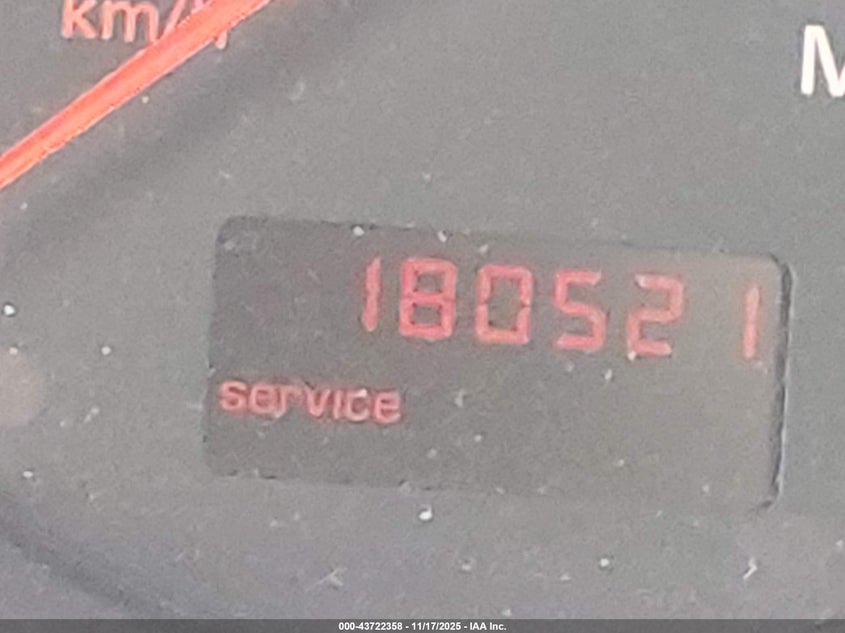 km/h
M
180521
service
000-43722358 - 11/17/2025 - IAA Inc.